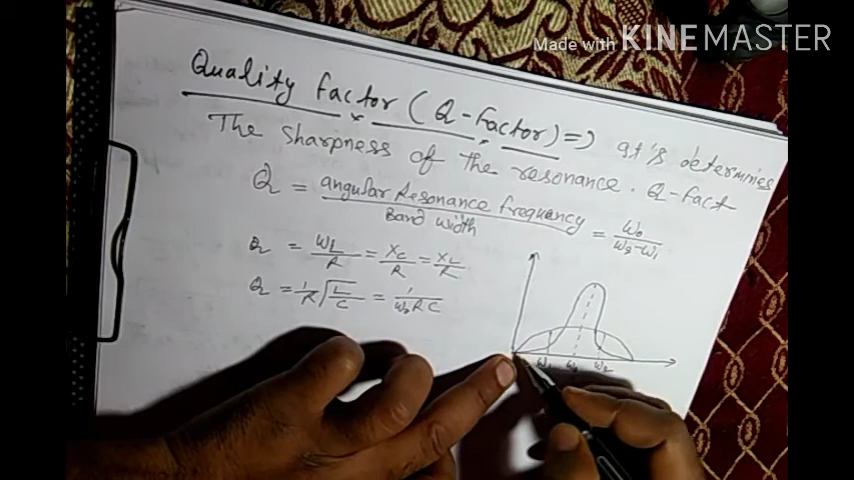 Made with KINEMASTER
Quality factor (Q-factor) => It's determines
The sharpness of the resonance. Q-fact
Q = angular Resonance frequency / Band width = ω₀ / ω₂-ω₁
Q = ωL / R = Xc / R = XL / R
Q = 1/R √L/C = 1 / ω₀RC
ω₁ ω₀ ω₂